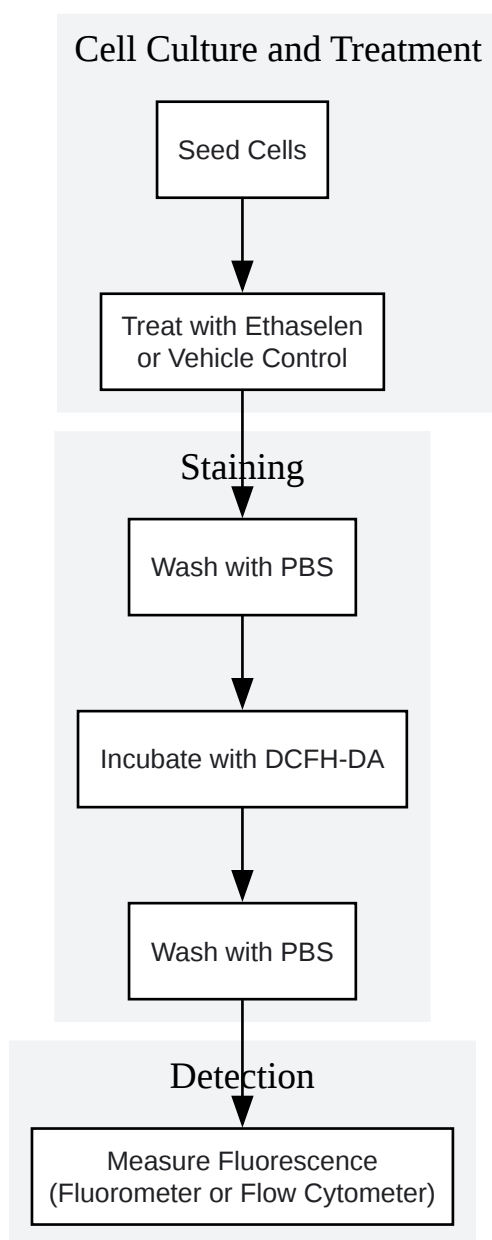 Cell Culture and Treatment
Seed Cells
Treat with Ethaselen
or Vehicle Control
Staining
Wash with PBS
Incubate with DCFH-DA
Wash with PBS
Detection
Measure Fluorescence
(Fluorometer or Flow Cytometer)